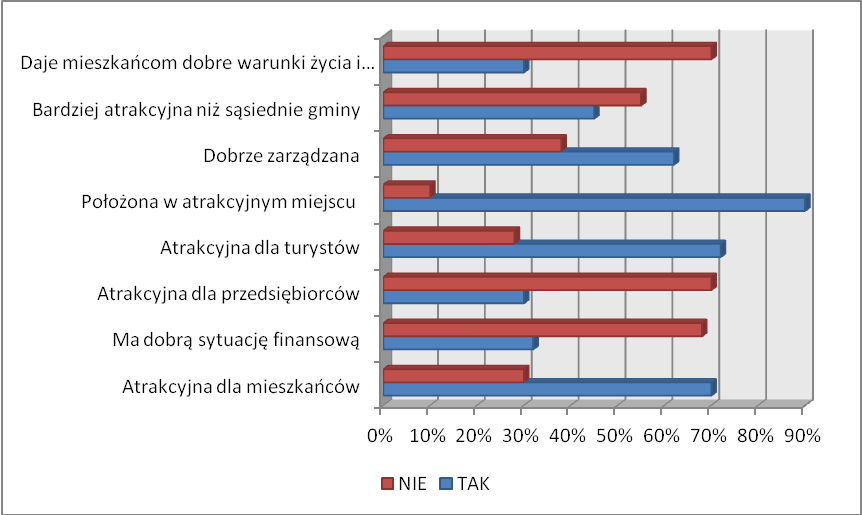 Daje mieszkańcom dobre warunki życia i...
Bardziej atrakcyjna niż sąsiednie gminy
Dobrze zarządzana
Położona w atrakcyjnym miejscu
Atrakcyjna dla turystów
Atrakcyjna dla przedsiębiorców
Ma dobrą sytuację finansową
Atrakcyjna dla mieszkańców
0% 10% 20% 30% 40% 50% 60% 70% 80% 90%
NIE TAK